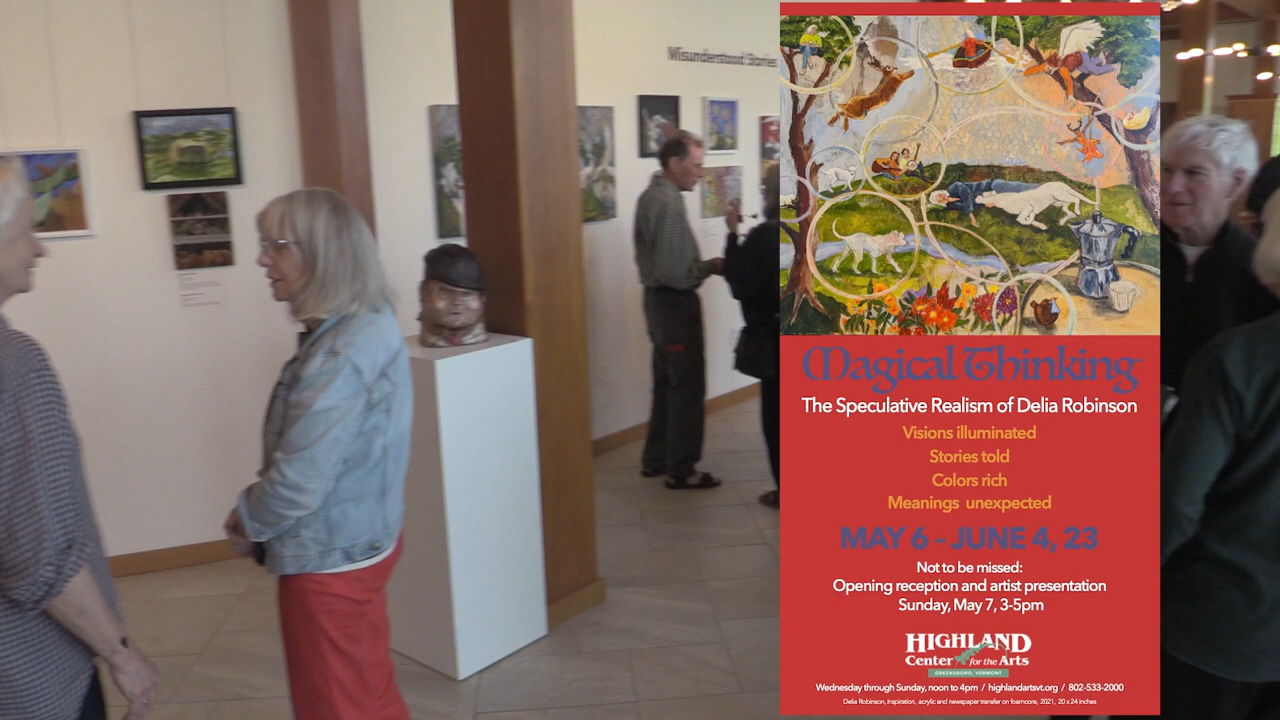 Misunderstood Stories
Magical Thinking
The Speculative Realism of Delia Robinson
Visions illuminated
Stories told
Colors rich
Meanings unexpected
MAY 6 - JUNE 4, 23
Not to be missed:
Opening reception and artist presentation
Sunday, May 7, 3-5pm
HIGHLAND
Center for the Arts
GREENSBORO, VERMONT
Wednesday through Sunday, noon to 4pm / highlandartsvt.org / 802-533-2000
Delia Robinson, Inspiration, acrylic and newspaper transfer on foamcore, 2021, 20 x 24 inches